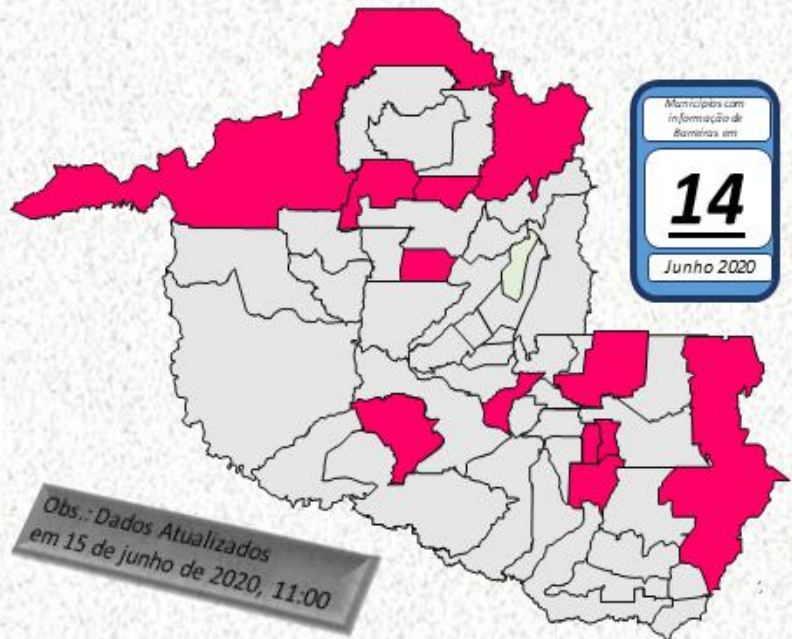 Municípios com
informação de
Barreiras em
14
Junho 2020
Obs.: Dados Atualizados
em 15 de junho de 2020, 11:00